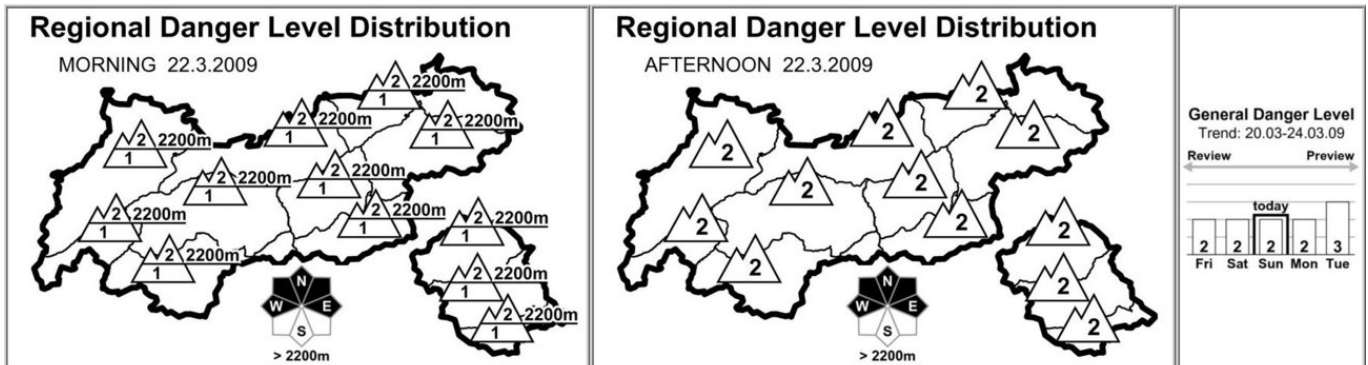 Regional Danger Level Distribution
MORNING 22.3.2009
2 2200m
1
2 2200m
1
2 2200m
1
2 2200m
1
2 2200m
1
2 2200m
1
2 2200m
1
2 2200m
1
2 2200m
1
2 2200m
1
2 2200m
1
2 2200m
1
N
W E
S
> 2200m
Regional Danger Level Distribution
AFTERNOON 22.3.2009
2
2
2
2
2
2
2
2
2
2
2
2
N
W E
S
> 2200m
General Danger Level
Trend: 20.03-24.03.09
Review Preview
today
2 2 2 2 3
Fri Sat Sun Mon Tue